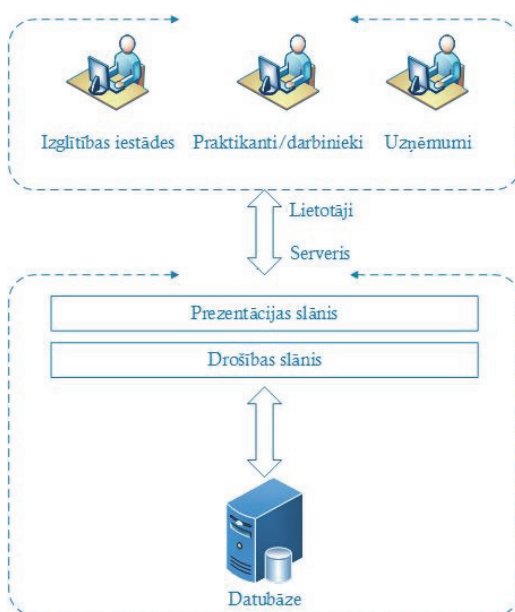 Izglītības iestādes Praktikanti/darbinieki Uzņēmumi
Lietotāji
Serveris
Prezentācijas slānis
Drošības slānis
Datubāze